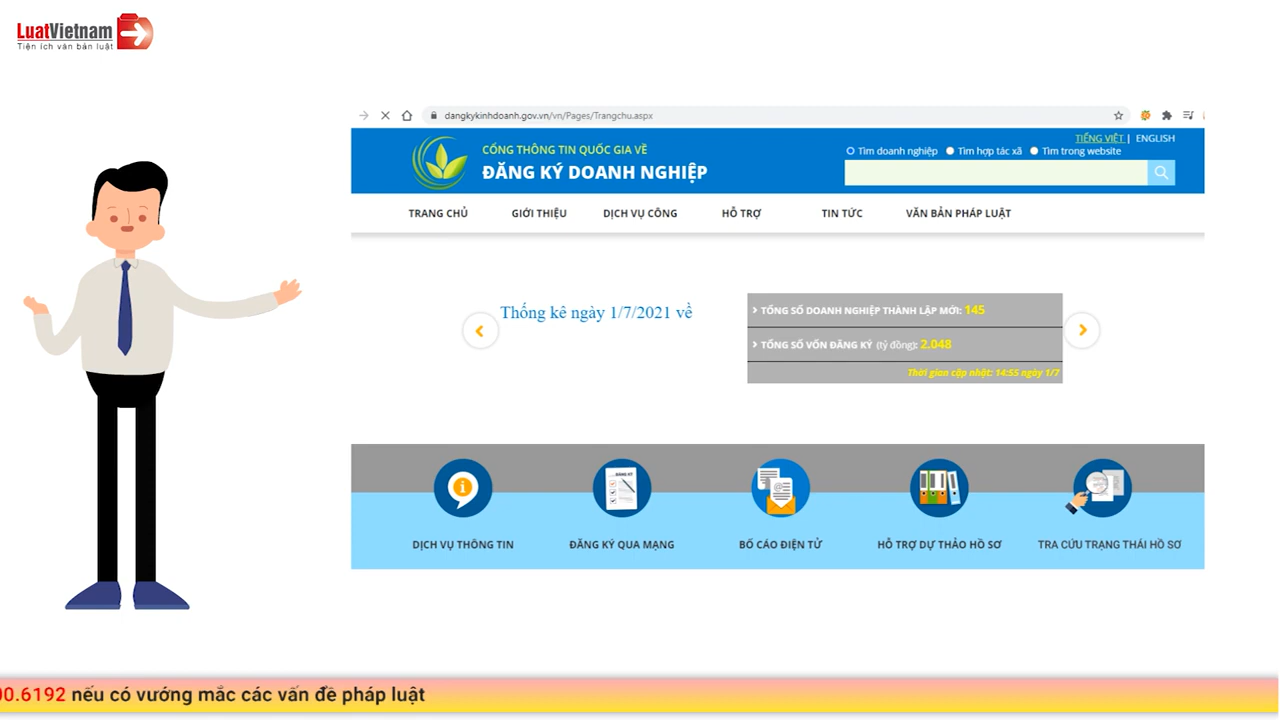 LuatVietnam
Tiện ích văn bản luật
dangkykinhdoanh.gov.vn/vn/Pages/Trangchu.aspx
TIẾNG VIỆT | ENGLISH
CỔNG THÔNG TIN QUỐC GIA VỀ
ĐĂNG KÝ DOANH NGHIỆP
Tìm doanh nghiệp Tìm hợp tác xã Tìm trong website
TRANG CHỦ GIỚI THIỆU DỊCH VỤ CÔNG HỖ TRỢ TIN TỨC VĂN BẢN PHÁP LUẬT
Thống kê ngày 1/7/2021 về
› TỔNG SỐ DOANH NGHIỆP THÀNH LẬP MỚI: 145
› TỔNG SỐ VỐN ĐĂNG KÝ (tỷ đồng): 2.048
Thời gian cập nhật: 14:55 ngày 1/7
ĐĂNG KÝ
DỊCH VỤ THÔNG TIN ĐĂNG KÝ QUA MẠNG BỐ CÁO ĐIỆN TỬ HỖ TRỢ DỰ THẢO HỒ SƠ TRA CỨU TRẠNG THÁI HỒ SƠ
00.6192 nếu có vướng mắc các vấn đề pháp luật